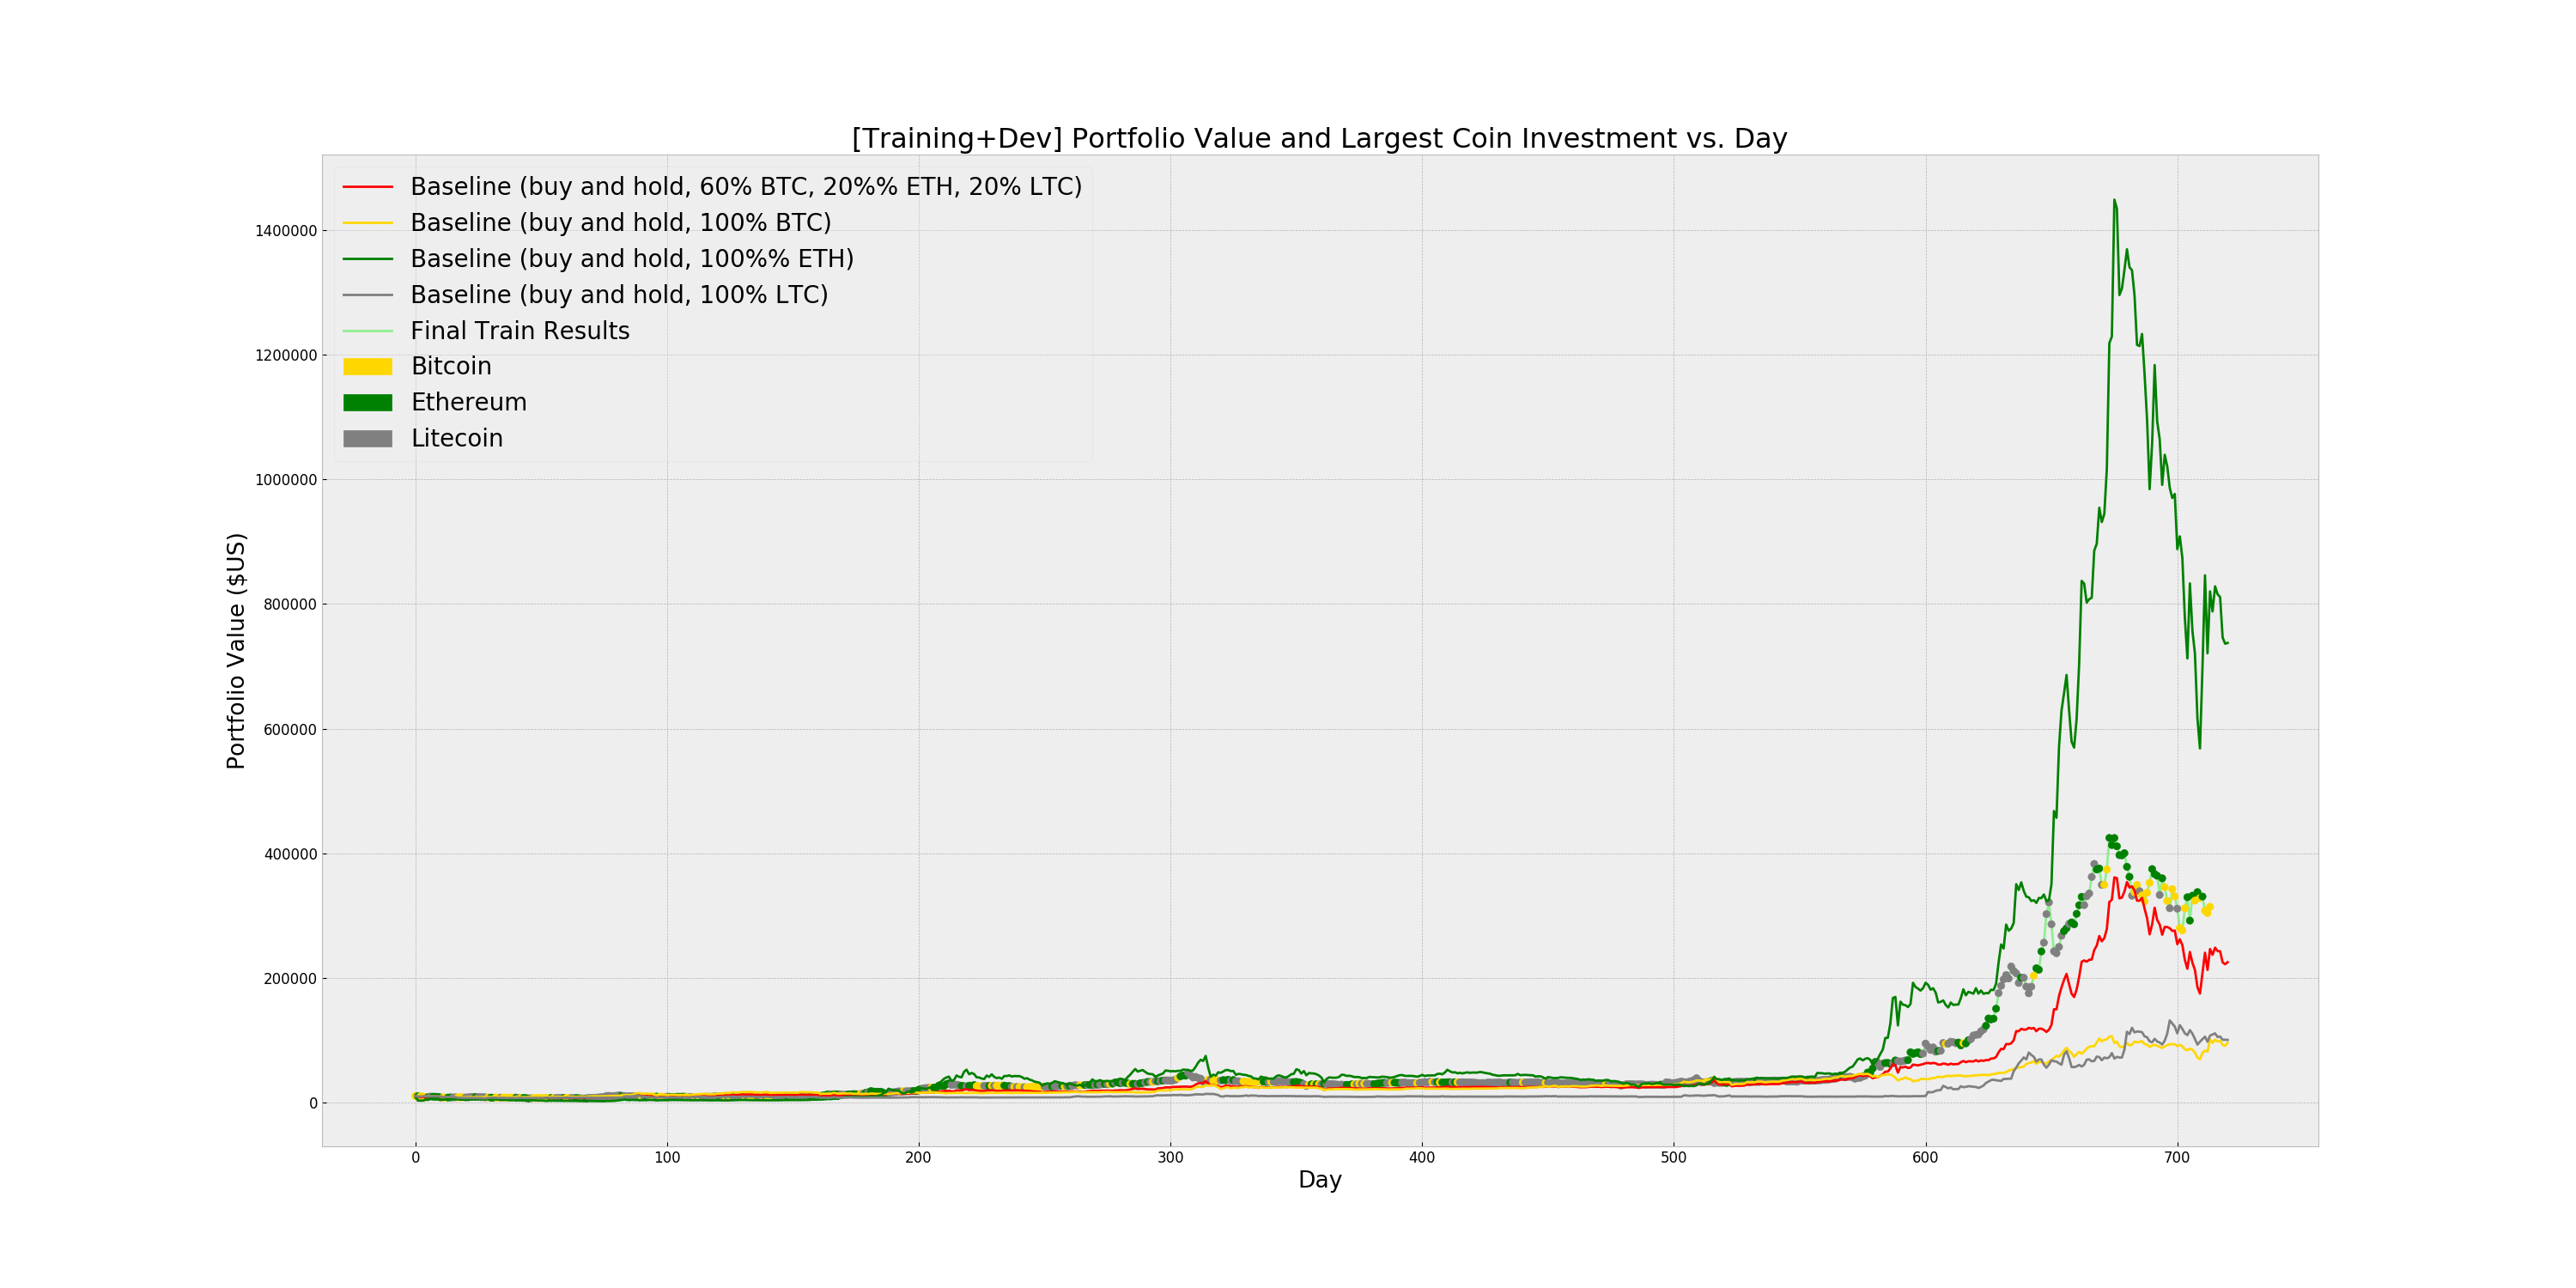 [Training+Dev] Portfolio Value and Largest Coin Investment vs. Day
Baseline (buy and hold, 60% BTC, 20%% ETH, 20% LTC)
Baseline (buy and hold, 100% BTC)
Baseline (buy and hold, 100%% ETH)
Baseline (buy and hold, 100% LTC)
Final Train Results
Bitcoin
Ethereum
Litecoin
Portfolio Value ($US)
1400000
1200000
1000000
800000
600000
400000
200000
0
0 100 200 300 400 500 600 700
Day